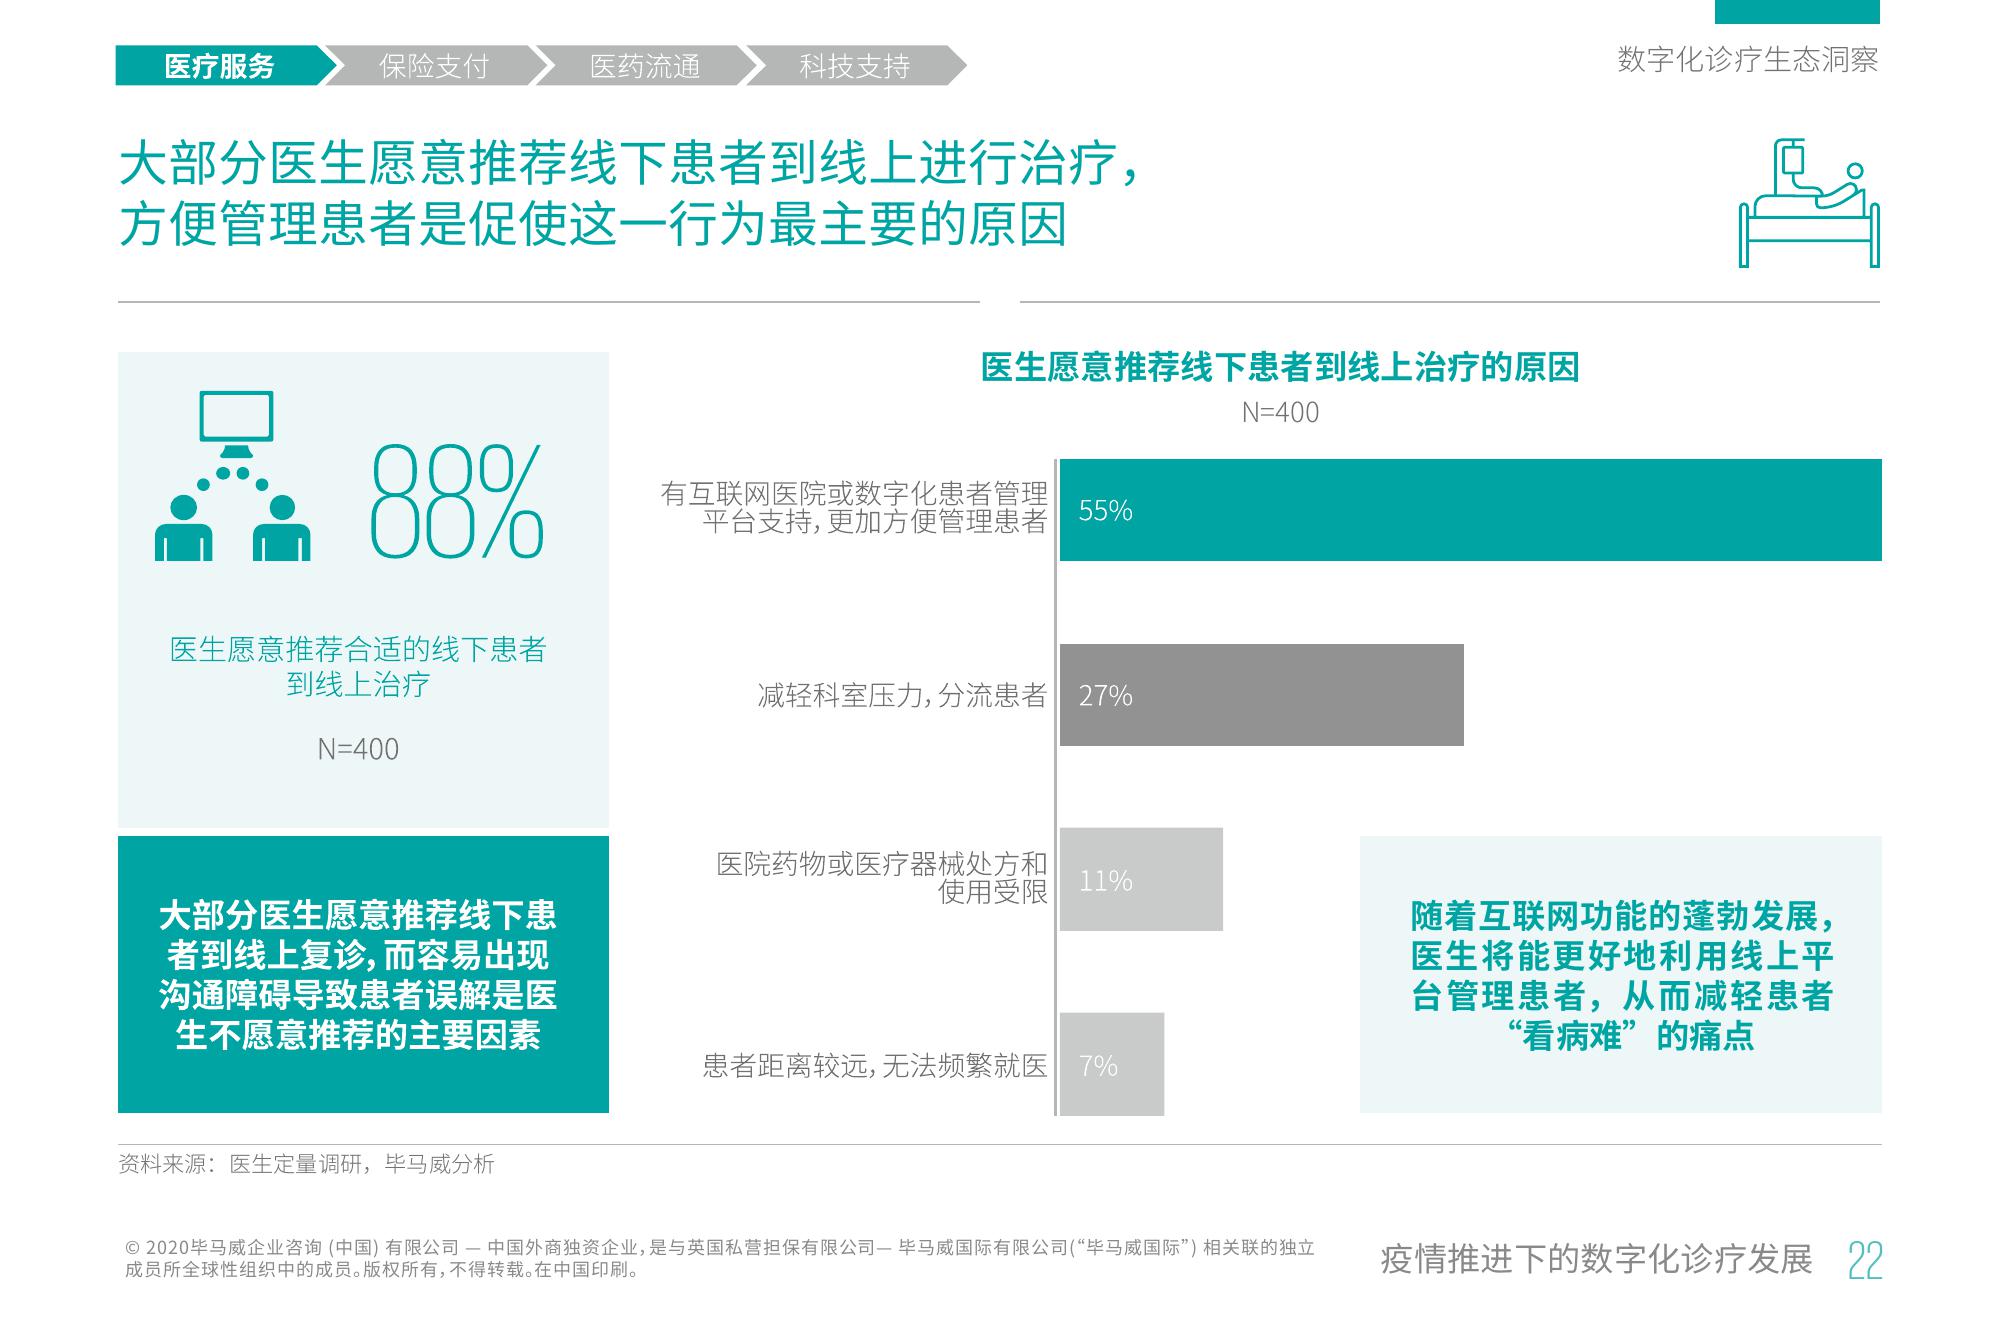 医疗服务 保险支付 医药流通 科技支持
数字化诊疗生态洞察
大部分医生愿意推荐线下患者到线上进行治疗，
方便管理患者是促使这一行为最主要的原因
88%
医生愿意推荐合适的线下患者
到线上治疗
N=400
大部分医生愿意推荐线下患
者到线上复诊，而容易出现
沟通障碍导致患者误解是医
生不愿意推荐的主要因素
医生愿意推荐线下患者到线上治疗的原因
N=400
有互联网医院或数字化患者管理
平台支持，更加方便管理患者
55%
减轻科室压力，分流患者
27%
医院药物或医疗器械处方和
使用受限
11%
患者距离较远，无法频繁就医
7%
随着互联网功能的蓬勃发展，
医生将能更好地利用线上平
台管理患者，从而减轻患者
“看病难”的痛点
资料来源：医生定量调研，毕马威分析
© 2020毕马威企业咨询 (中国) 有限公司 — 中国外商独资企业，是与英国私营担保有限公司— 毕马威国际有限公司(“毕马威国际”) 相关联的独立
成员所全球性组织中的成员。版权所有，不得转载。在中国印刷。
疫情推进下的数字化诊疗发展 22